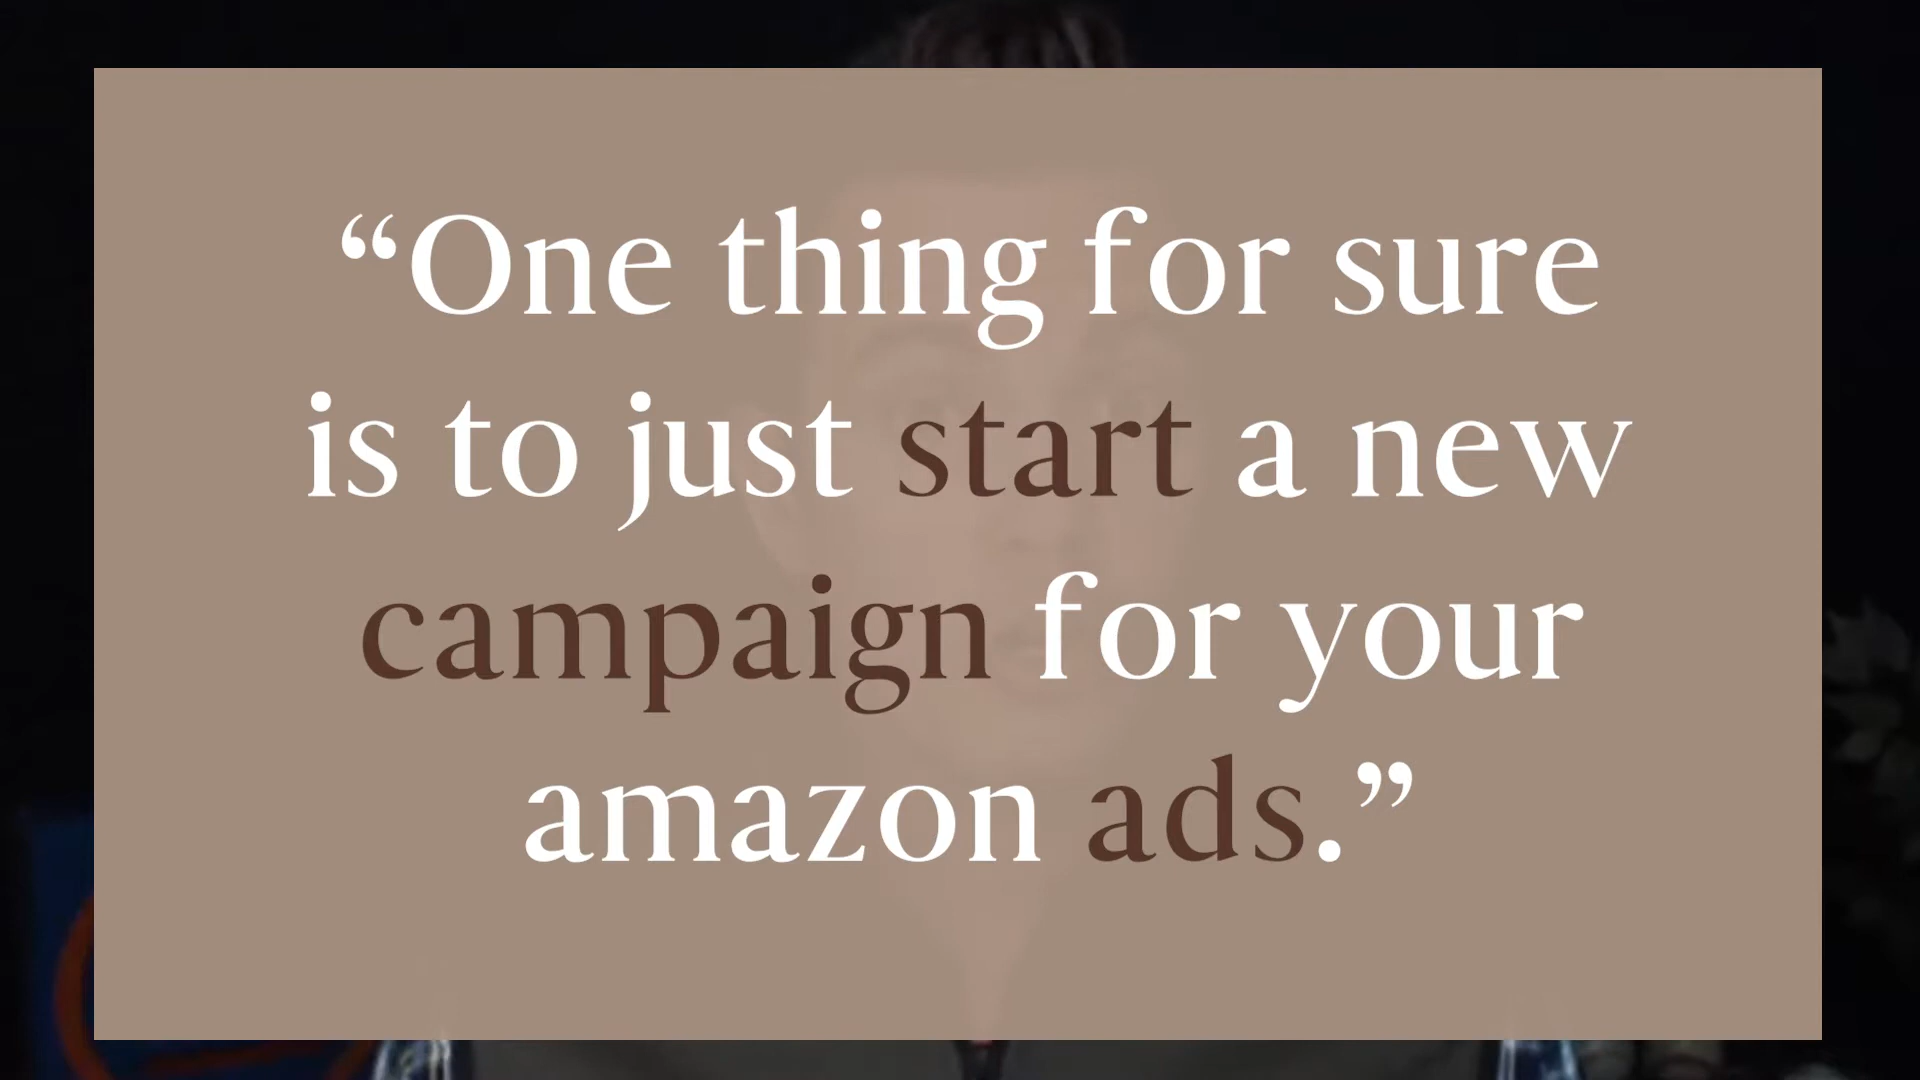 “One thing for sure
is to just start a new
campaign for your
amazon ads.”